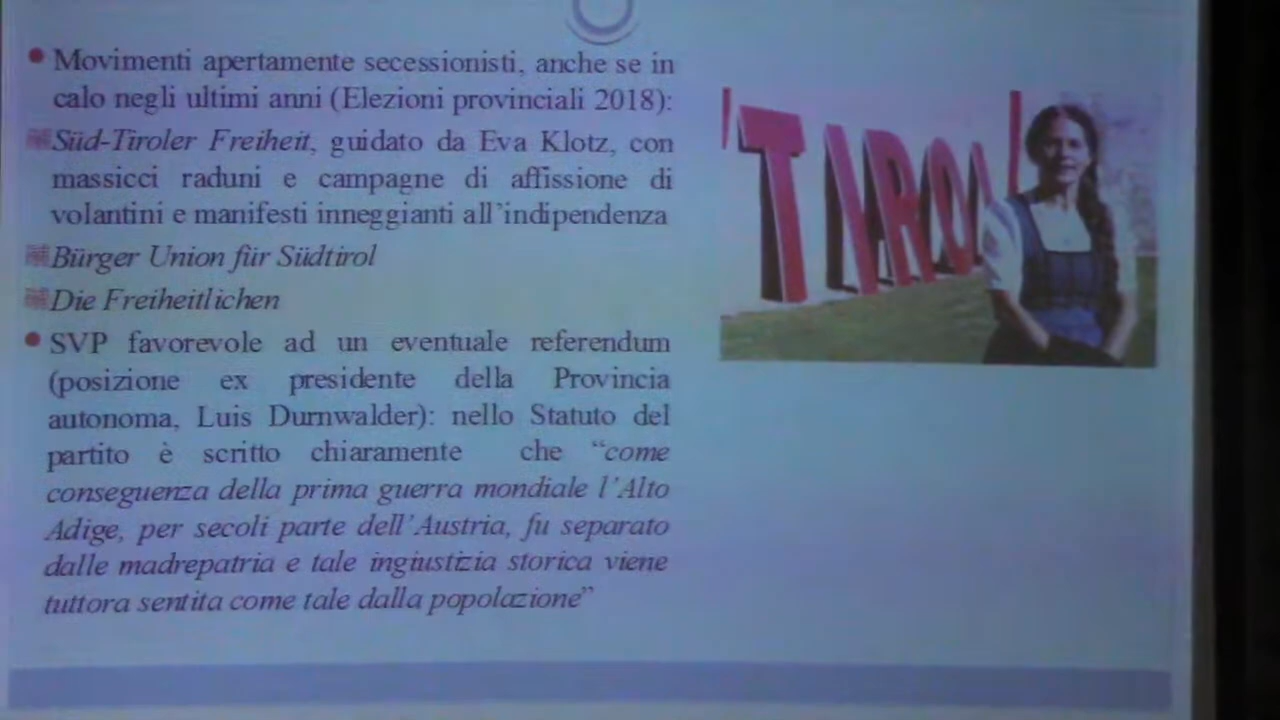 Movimenti apertamente secessionisti, anche se in
calo negli ultimi anni (Elezioni provinciali 2018):
Süd-Tiroler Freiheit, guidato da Eva Klotz, con
massicci raduni e campagne di affissione di
volantini e manifesti inneggianti all'indipendenza
Bürger Union für Südtirol
Die Freiheitlichen
SVP favorevole ad un eventuale referendum
(posizione ex presidente della Provincia
autonoma, Luis Durnwalder): nello Statuto del
partito è scritto chiaramente che “come
conseguenza della prima guerra mondiale l'Alto
Adige, per secoli parte dell'Austria, fu separato
dalle madrepatria e tale ingiustizia storica viene
tuttora sentita come tale dalla popolazione”
TIROL